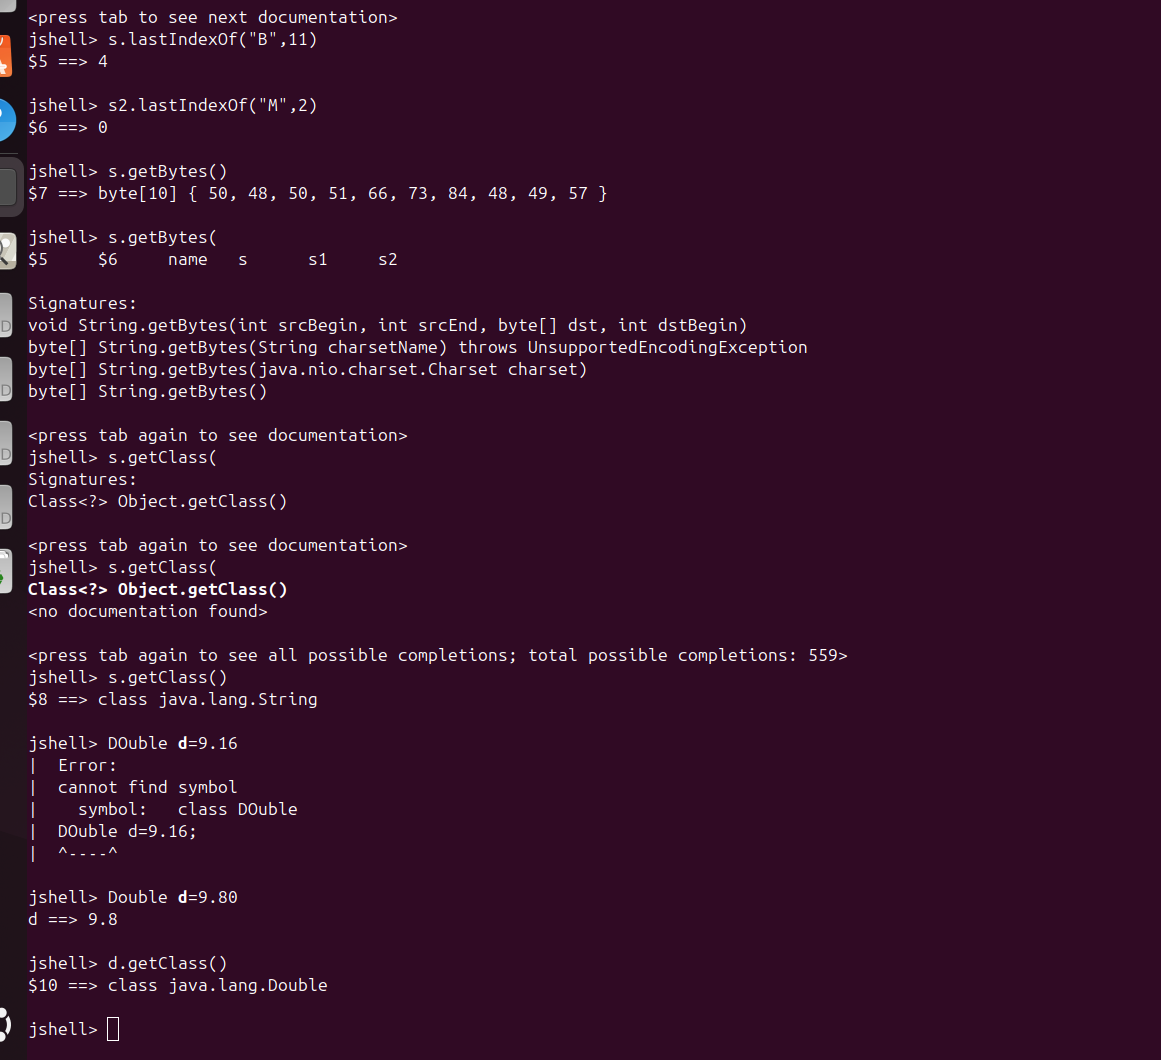 <press tab to see next documentation>
jshell> s.lastIndexOf("B",11)
$5 ==> 4
jshell> s2.lastIndexOf("M",2)
$6 ==> 0
jshell> s.getBytes()
$7 ==> byte[10] { 50, 48, 50, 51, 66, 73, 84, 48, 49, 57 }
jshell> s.getBytes(
$5     $6     name   s      s1     s2
Signatures:
void String.getBytes(int srcBegin, int srcEnd, byte[] dst, int dstBegin)
byte[] String.getBytes(String charsetName) throws UnsupportedEncodingException
byte[] String.getBytes(java.nio.charset.Charset charset)
byte[] String.getBytes()
<press tab again to see documentation>
jshell> s.getClass(
Signatures:
Class<?> Object.getClass()
<press tab again to see documentation>
jshell> s.getClass(
Class<?> Object.getClass()
<no documentation found>
<press tab again to see all possible completions; total possible completions: 559>
jshell> s.getClass()
$8 ==> class java.lang.String
jshell> DOuble d=9.16
|  Error:
|  cannot find symbol
|    symbol:   class DOuble
|  DOuble d=9.16;
|  ^----^
jshell> Double d=9.80
d ==> 9.8
jshell> d.getClass()
$10 ==> class java.lang.Double
jshell>